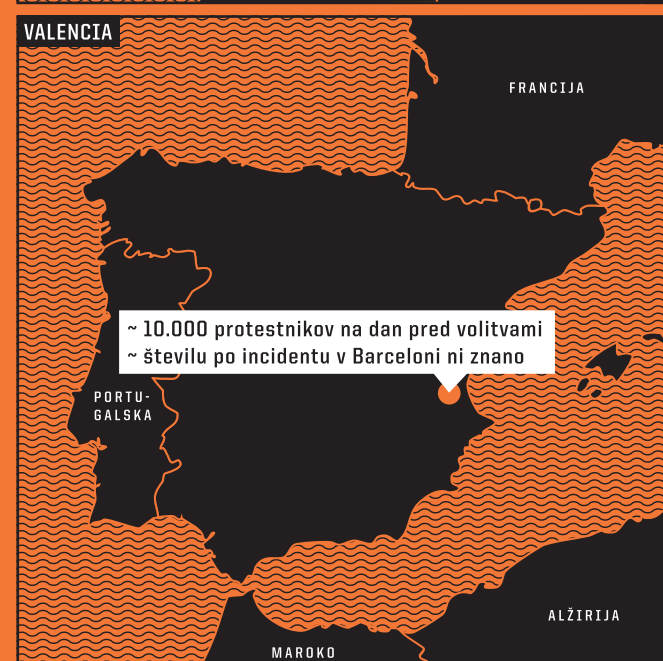 VALENCIA
FRANCIJA
~ 10.000 protestnikov na dan pred volitvami
~ številu po incidentu v Barceloni ni znano
PORTU-
GALSKA
ALŽIRIJA
MAROKO